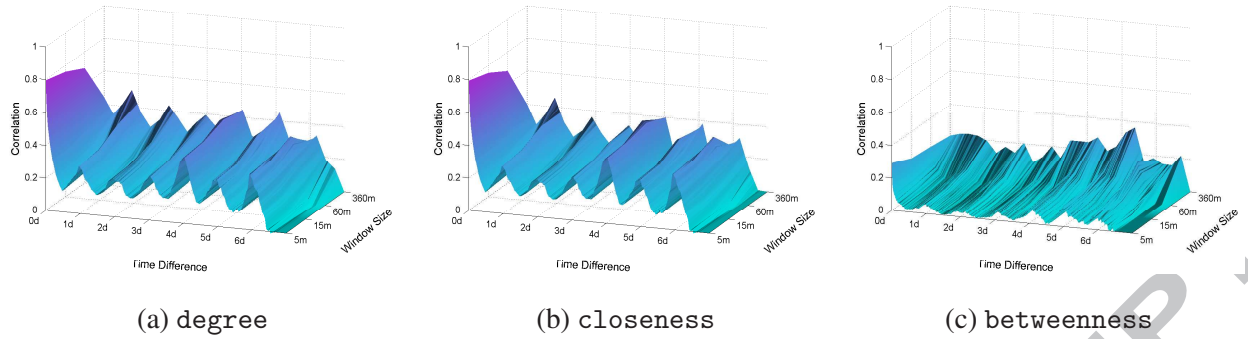 1
0.8
0.6
0.4
0.2
0
Correlation
0d
1d
2d
3d
4d
5d
6d
Time Difference
5m
15m
60m
360m
Window Size
(a) degree
1
0.8
0.6
0.4
0.2
0
Correlation
0d
1d
2d
3d
4d
5d
6d
Time Difference
5m
15m
60m
360m
Window Size
(b) closeness
1
0.8
0.6
0.4
0.2
0
Correlation
0d
1d
2d
3d
4d
5d
6d
Time Difference
5m
15m
60m
360m
Window Size
(c) betweenness
P